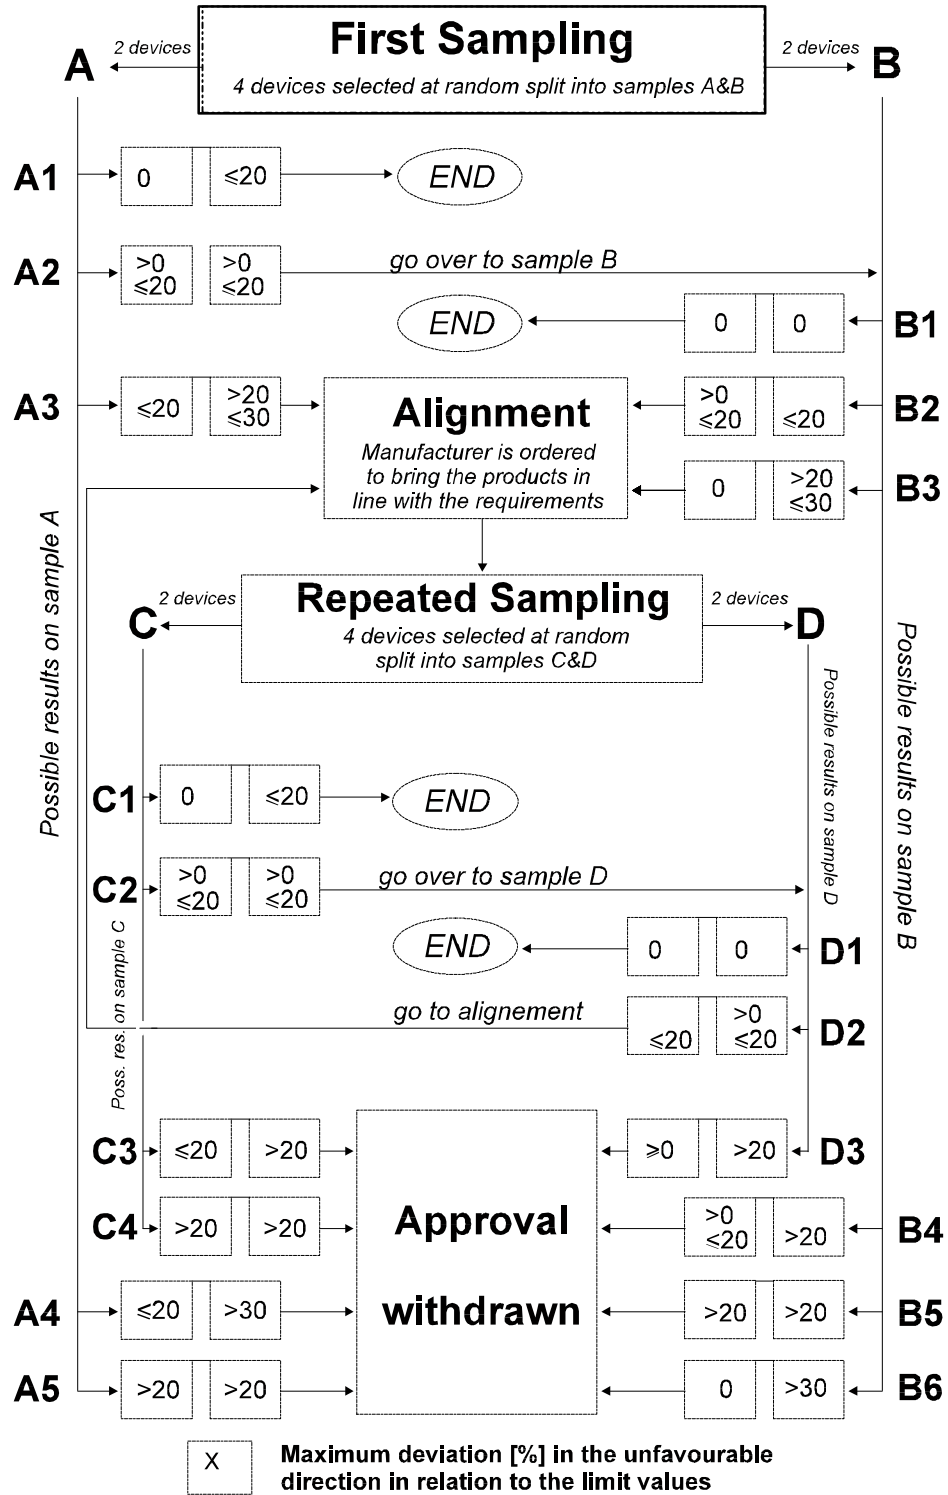 First Sampling
4 devices selected at random split into samples A&B
2 devices
2 devices
A
B
A1
0
≤20
END
A2
>0
≤20
>0
≤20
go over to sample B
END
0
0
B1
A3
≤20
>20
≤30
Alignment
Manufacturer is ordered
to bring the products in
line with the requirements
>0
≤20
≤20
B2
0
>20
≤30
B3
Possible results on sample A
Possible results on sample B
Repeated Sampling
4 devices selected at random
split into samples C&D
2 devices
2 devices
C
D
Possible results on sample D
Poss. res. on sample C
C1
0
≤20
END
C2
>0
≤20
>0
≤20
go over to sample D
END
0
0
D1
go to alignement
≤20
>0
≤20
D2
C3
≤20
>20
≥0
>20
D3
Approval
withdrawn
C4
>20
>20
>0
≤20
>20
B4
A4
≤20
>30
>20
>20
B5
A5
>20
>20
0
>30
B6
X
Maximum deviation [%] in the unfavourable
direction in relation to the limit values